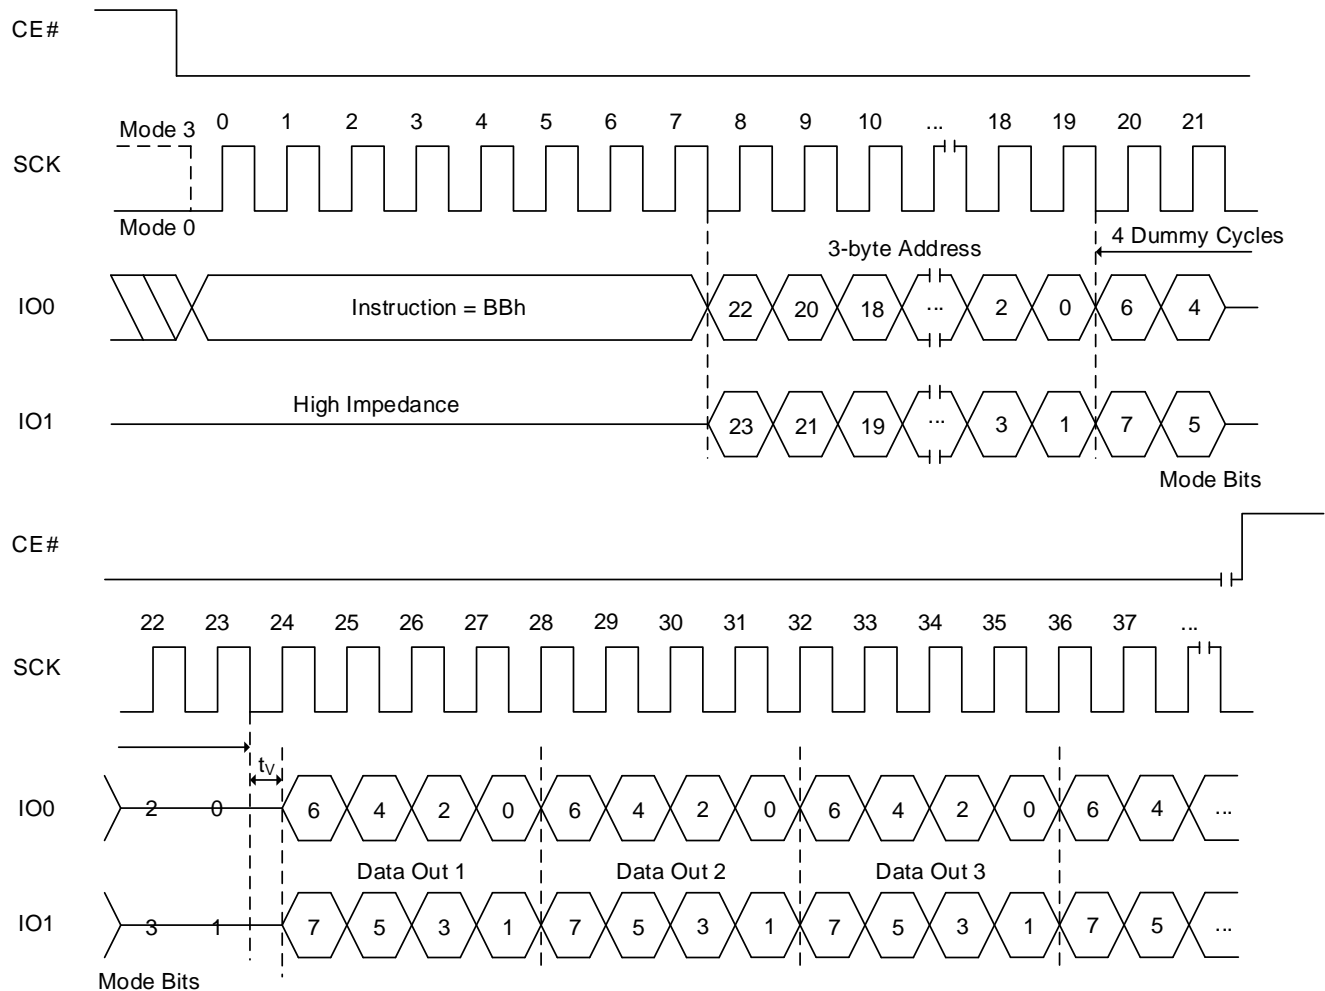 CE#
Mode 3 0 1 2 3 4 5 6 7 8 9 10 ... 18 19 20 21
SCK
Mode 0
3-byte Address 4 Dummy Cycles
IO0 Instruction = BBh 22 20 18 ... 2 0 6 4
High Impedance
IO1 23 21 19 ... 3 1 7 5
Mode Bits
CE#
22 23 24 25 26 27 28 29 30 31 32 33 34 35 36 37 ...
SCK
tV
IO0 2 0 6 4 2 0 6 4 2 0 6 4 2 0 6 4 ...
Data Out 1 Data Out 2 Data Out 3
IO1 3 1 7 5 3 1 7 5 3 1 7 5 3 1 7 5 ...
Mode Bits